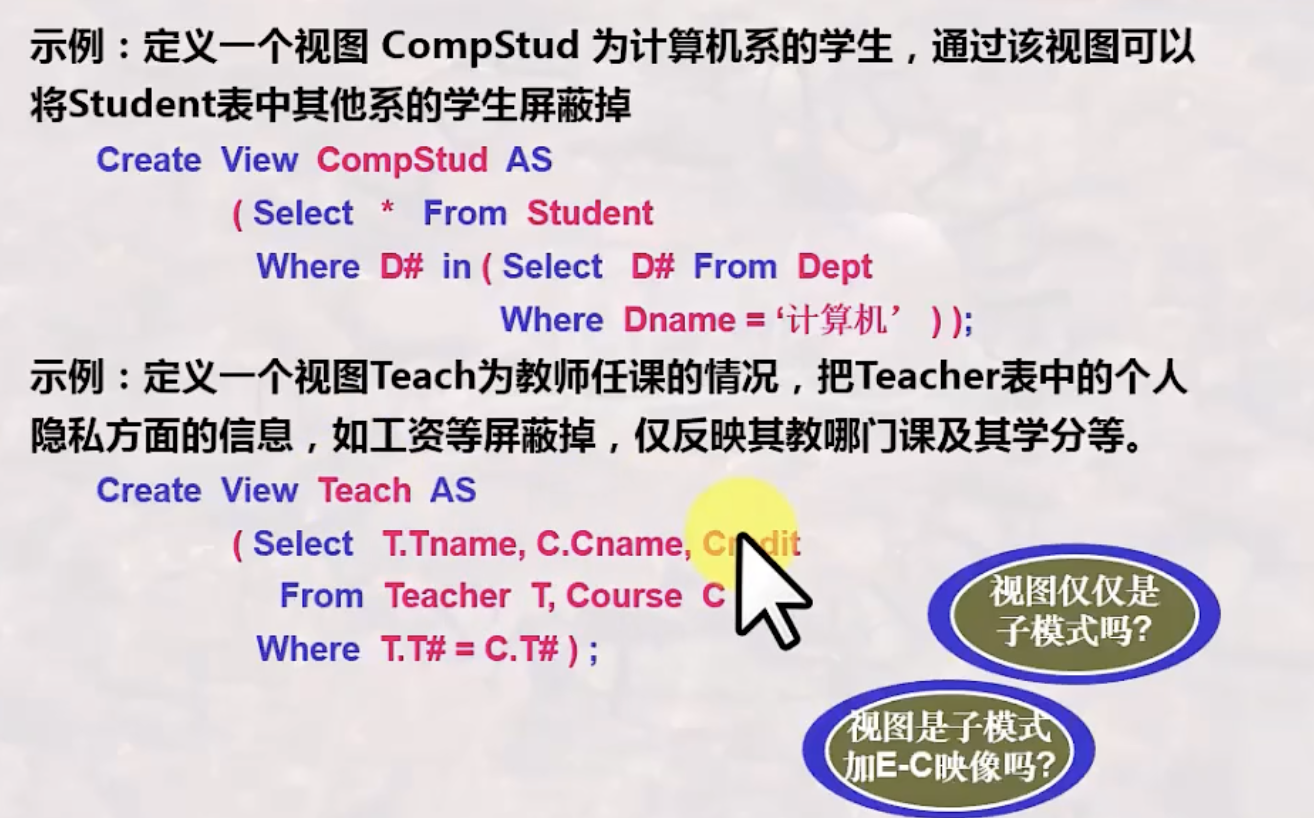 示例：定义一个视图 CompStud 为计算机系的学生，通过该视图可以
将Student表中其他系的学生屏蔽掉
Create View CompStud AS
( Select * From Student
Where D# in ( Select D# From Dept
Where Dname = ‘计算机’ ) );
示例：定义一个视图Teach为教师任课的情况，把Teacher表中的个人
隐私方面的信息，如工资等屏蔽掉，仅反映其教哪门课及其学分等。
Create View Teach AS
( Select T.Tname, C.Cname, Credit
From Teacher T, Course C
Where T.T# = C.T# ) ;
视图仅仅是
子模式吗?
视图是子模式
加E-C映像吗?